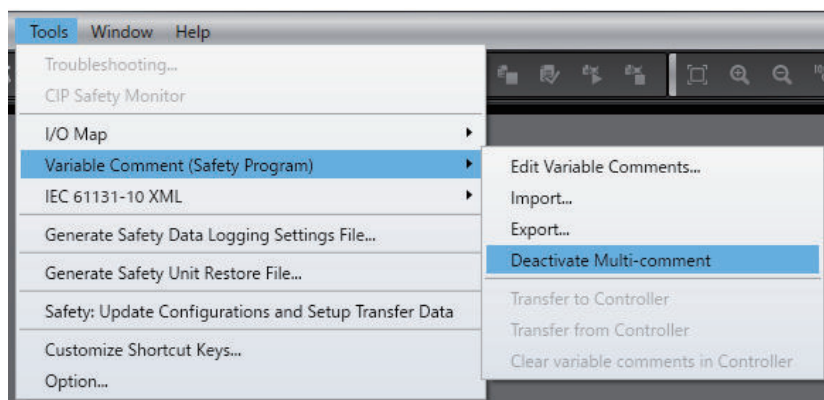 Tools Window Help
Troubleshooting...
CIP Safety Monitor
I/O Map
Variable Comment (Safety Program)
IEC 61131-10 XML
Generate Safety Data Logging Settings File...
Generate Safety Unit Restore File...
Safety: Update Configurations and Setup Transfer Data
Customize Shortcut Keys...
Option...
Edit Variable Comments...
Import...
Export...
Deactivate Multi-comment
Transfer to Controller
Transfer from Controller
Clear variable comments in Controller